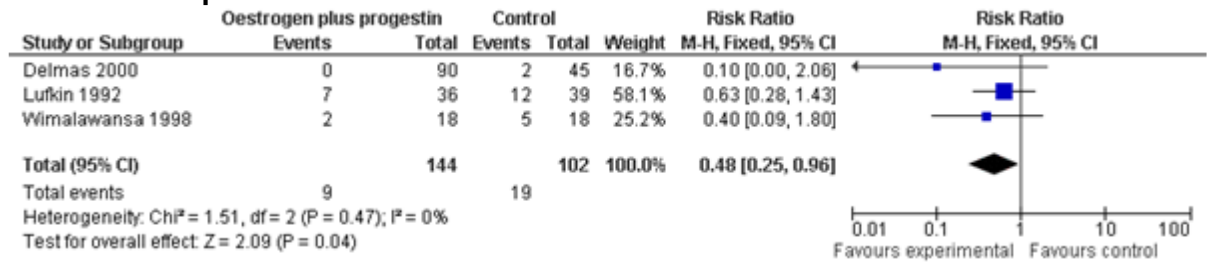 Oestrogen plus progestin Control Risk Ratio Risk Ratio
Study or Subgroup Events Total Events Total Weight M-H, Fixed, 95% CI M-H, Fixed, 95% CI
Delmas 2000 0 90 2 45 16.7% 0.10 [0.00, 2.06]
Lufkin 1992 7 36 12 39 58.1% 0.63 [0.28, 1.43]
Wimalawansa 1998 2 18 5 18 25.2% 0.40 [0.09, 1.80]
Total (95% CI) 144 102 100.0% 0.48 [0.25, 0.96]
Total events 9 19
Heterogeneity: Chi² = 1.51, df = 2 (P = 0.47); I² = 0%
Test for overall effect: Z = 2.09 (P = 0.04)
0.01 0.1 1 10 100
Favours experimental Favours control